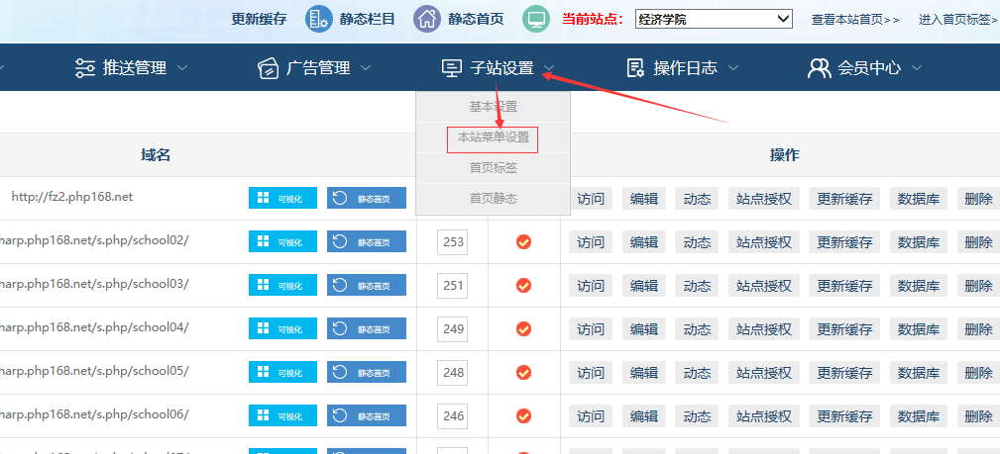 更新缓存 静态栏目 静态首页 当前站点： 经济学院 查看本站首页>> 进入首页标签>
推送管理 广告管理 子站设置 操作日志 会员中心
基本设置
本站菜单设置
首页标签
首页静态
域名 操作
http://fz2.php168.net 可视化 静态首页 访问 编辑 动态 站点授权 更新缓存 数据库 删除
harp.php168.net/s.php/school02/ 可视化 静态首页 253 访问 编辑 动态 站点授权 更新缓存 数据库 删除
harp.php168.net/s.php/school03/ 可视化 静态首页 251 访问 编辑 动态 站点授权 更新缓存 数据库 删除
harp.php168.net/s.php/school04/ 可视化 静态首页 249 访问 编辑 动态 站点授权 更新缓存 数据库 删除
harp.php168.net/s.php/school05/ 可视化 静态首页 248 访问 编辑 动态 站点授权 更新缓存 数据库 删除
harp.php168.net/s.php/school06/ 可视化 静态首页 246 访问 编辑 动态 站点授权 更新缓存 数据库 删除